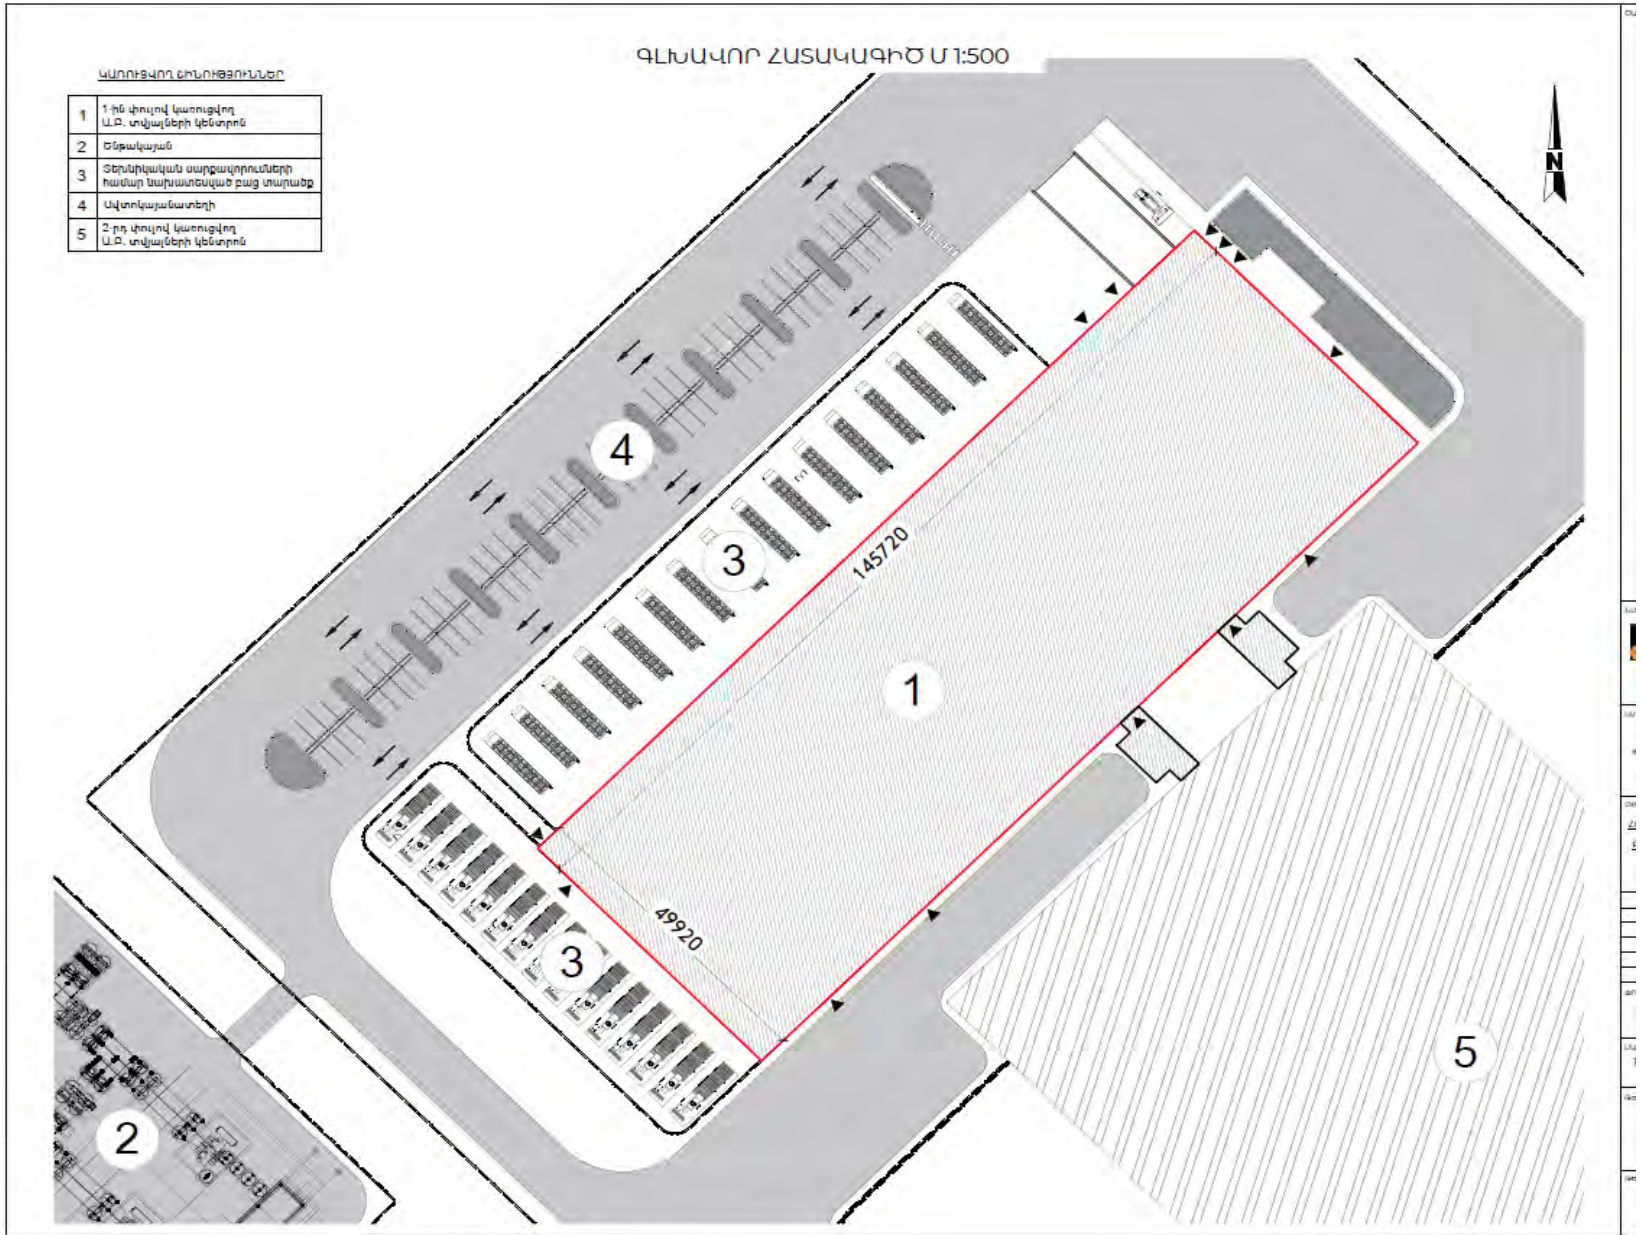 ԳԼԽԱՎՈՐ ՀԱՏԱԿԱԳԻԾ Մ 1:500
ԿԱՌՈՒՑՎՈՂ ՇԻՆՈՒԹՅՈՒՆՆԵՐ
1 1-ին փուլով կառուցվող
Ա.Բ. տվյալների կենտրոն
2 Ենթակայան
3 Տեխնիկական սարքավորումների
համար նախատեսված բաց տարածք
4 Ավտոկայանատեղի
5 2-րդ փուլով կառուցվող
Ա.Բ. տվյալների կենտրոն
N
4
3
145720
1
49920
3
5
2